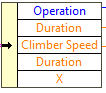 Operation
Duration
Climber Speed
Duration
X